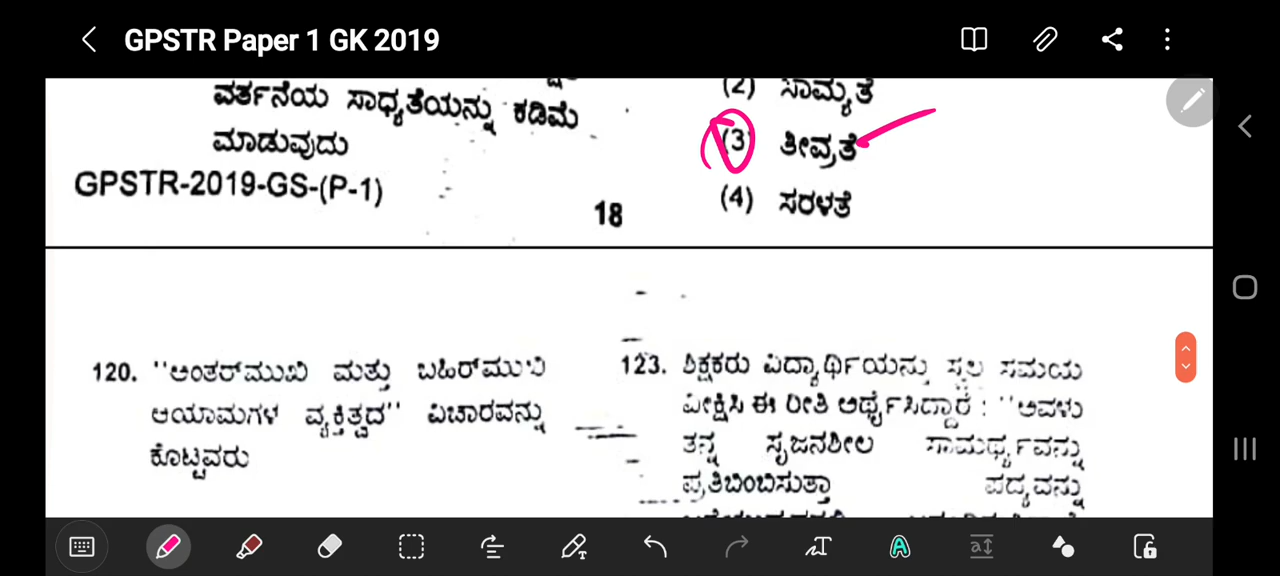 GPSTR Paper 1 GK 2019
ವರ್ತನೆಯ ಸಾಧ್ಯತೆಯನ್ನು ಕಡಿಮೆ
ಮಾಡುವುದು
GPSTR-2019-GS-(P-1)
(2) ಸಾಮ್ಯತೆ
(3) ತೀವ್ರತೆ
(4) ಸರಳತೆ
18
120. ''ಅಂತರ್ಮುಖಿ ಮತ್ತು ಬಹಿರ್ಮುಖಿ
ಆಯಾಮಗಳ ವ್ಯಕ್ತಿತ್ವದ'' ವಿಚಾರವನ್ನು
ಕೊಟ್ಟವರು
123. ಶಿಕ್ಷಕರು ವಿದ್ಯಾರ್ಥಿಯನ್ನು ಸ್ವಲ್ಪ ಸಮಯ
ವೀಕ್ಷಿಸಿ ಈ ರೀತಿ ಅರ್ಥೈಸಿದ್ದಾರೆ : ''ಅವಳು
ತನ್ನ ಸೃಜನಶೀಲ ಸಾಮರ್ಥ್ಯವನ್ನು
ಪ್ರತಿಬಿಂಬಿಸುತ್ತಾ ಪದ್ಯವನ್ನು